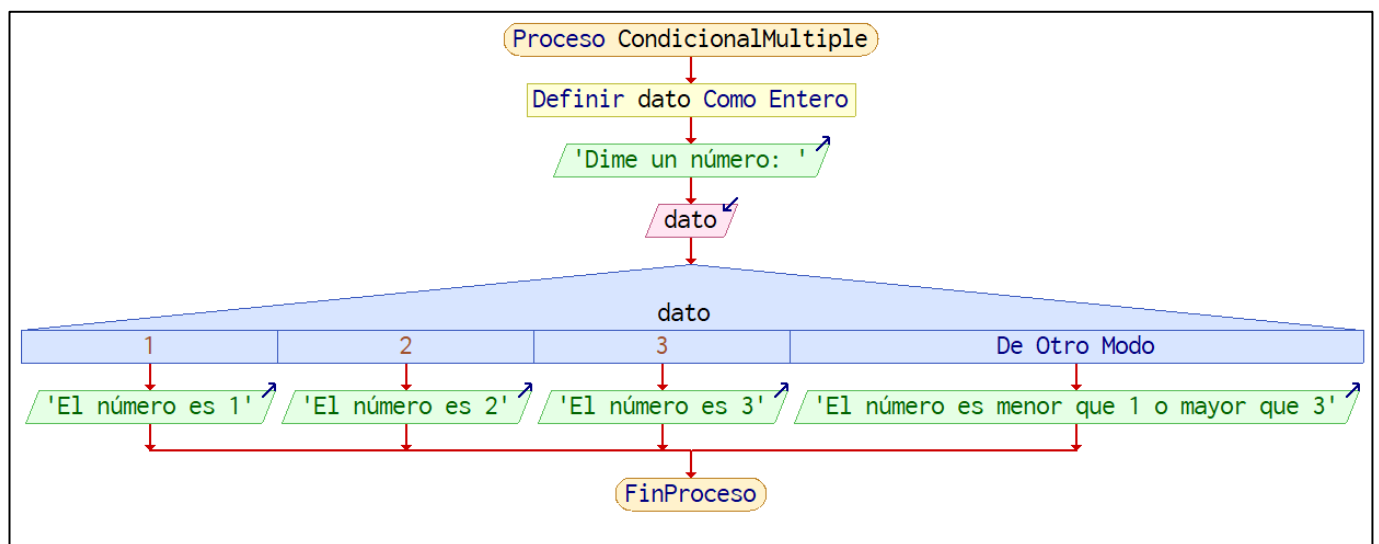 Proceso CondicionalMultiple
Definir dato Como Entero
'Dime un número: '
dato
dato
1 2 3 De Otro Modo
'El número es 1' 'El número es 2' 'El número es 3' 'El número es menor que 1 o mayor que 3'
FinProceso